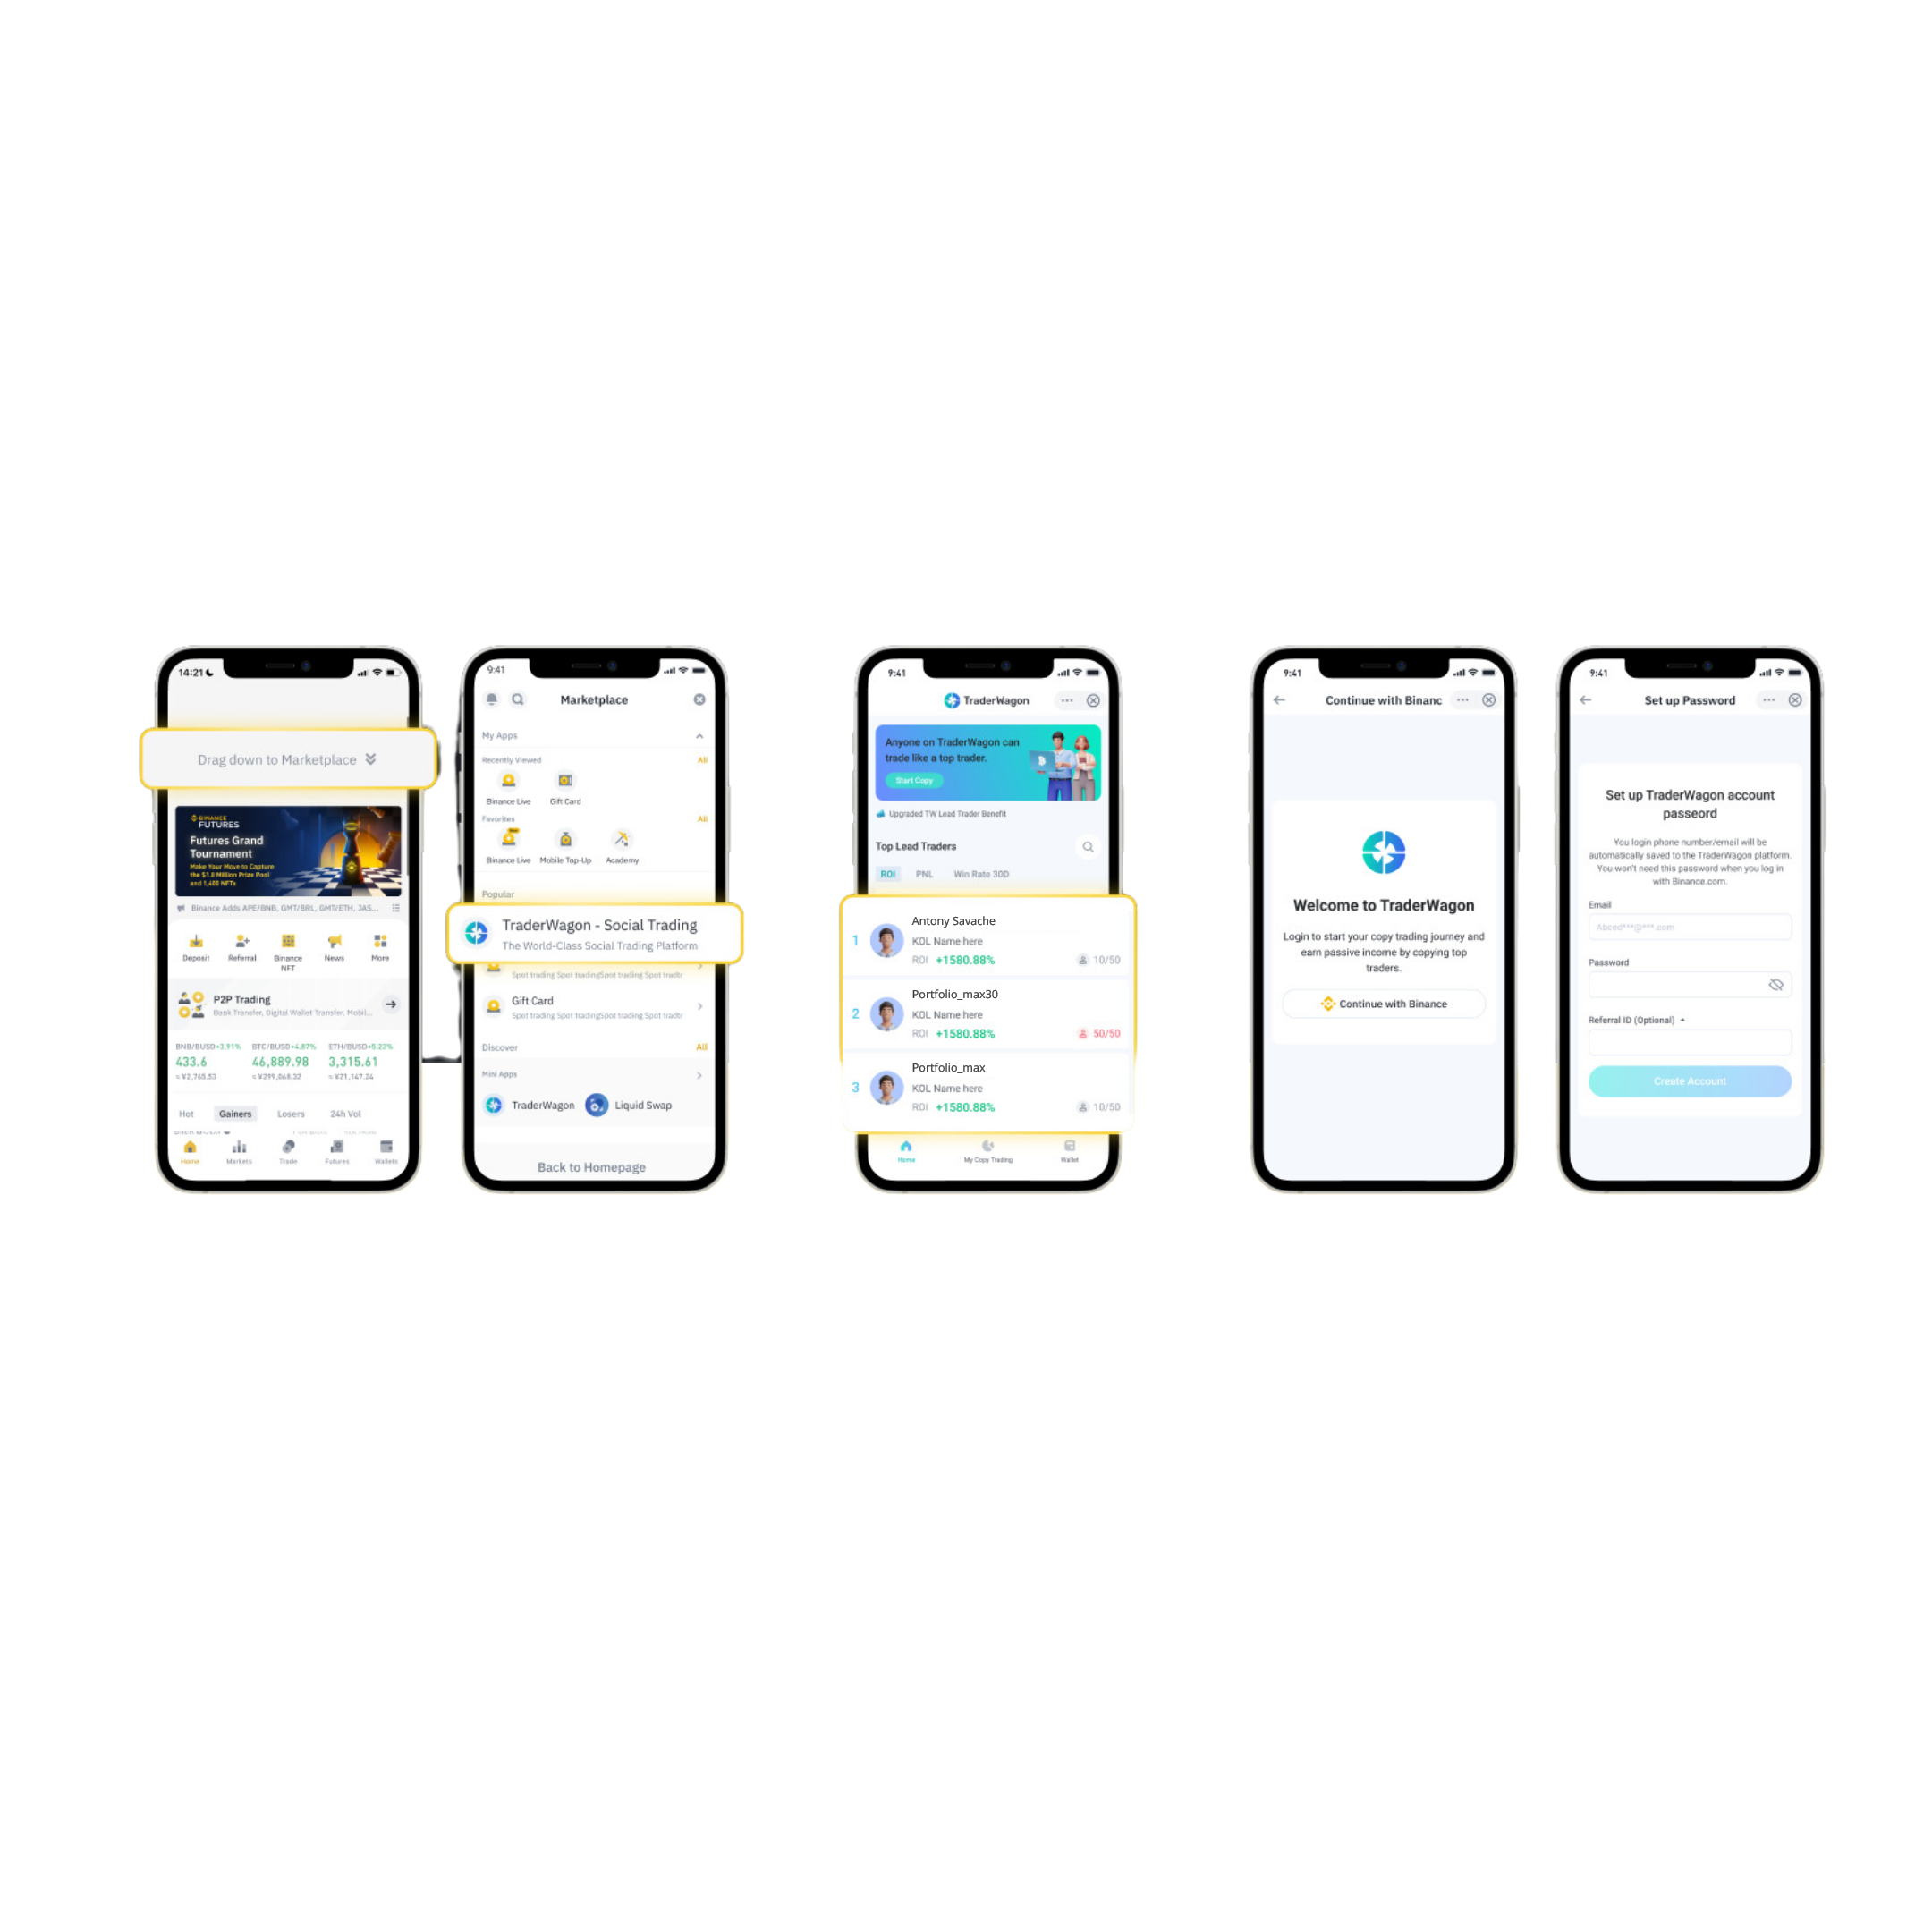 14:21
Drag down to Marketplace
BINANCE
FUTURES
Futures Grand
Tournament
Make Your Move to Capture
the $1.8 Million Prize Pool
and 1,400 NFTs
Binance Adds APE/BNB, GMT/BRL, GMT/ETH, JAS...
Deposit Referral Binance NFT News More
P2P Trading
Bank Transfer, Digital Wallet Transfer, Mobil...
BNB/BUSD+3.91% BTC/BUSD+4.87% ETH/BUSD+5.23%
433.6 46,889.98 3,315.61
≈ ¥2,765.53 ≈ ¥299,068.32 ≈ ¥21,147.24
Hot Gainers Losers 24h Vol
Home Markets Trade Futures Wallets
9:41
Marketplace
My Apps
Recently Viewed All
Binance Live Gift Card
Favorites All
Binance Live Mobile Top-Up Academy
Popular
TraderWagon - Social Trading
The World-Class Social Trading Platform
Spot trading Spot tradingSpot trading Spot tradir
Gift Card
Spot trading Spot tradingSpot trading Spot tradir
Discover All
Mini Apps
TraderWagon Liquid Swap
Back to Homepage
9:41
TraderWagon
Anyone on TraderWagon can
trade like a top trader.
Start Copy
Upgraded TW Lead Trader Benefit
Top Lead Traders
ROI PNL Win Rate 30D
Antony Savache
1 KOL Name here
ROI +1580.88% 10/50
Portfolio_max30
2 KOL Name here
ROI +1580.88% 50/50
Portfolio_max
3 KOL Name here
ROI +1580.88% 10/50
Home My Copy Trading Wallet
9:41
Continue with Binanc
Welcome to TraderWagon
Login to start your copy trading journey and
earn passive income by copying top
traders.
Continue with Binance
9:41
Set up Password
Set up TraderWagon account
passeord
You login phone number/email will be
automatically saved to the TraderWagon platform.
You won't need this password when you log in
with Binance.com.
Email
Abced***@***.com
Password
Referral ID (Optional)
Create Account